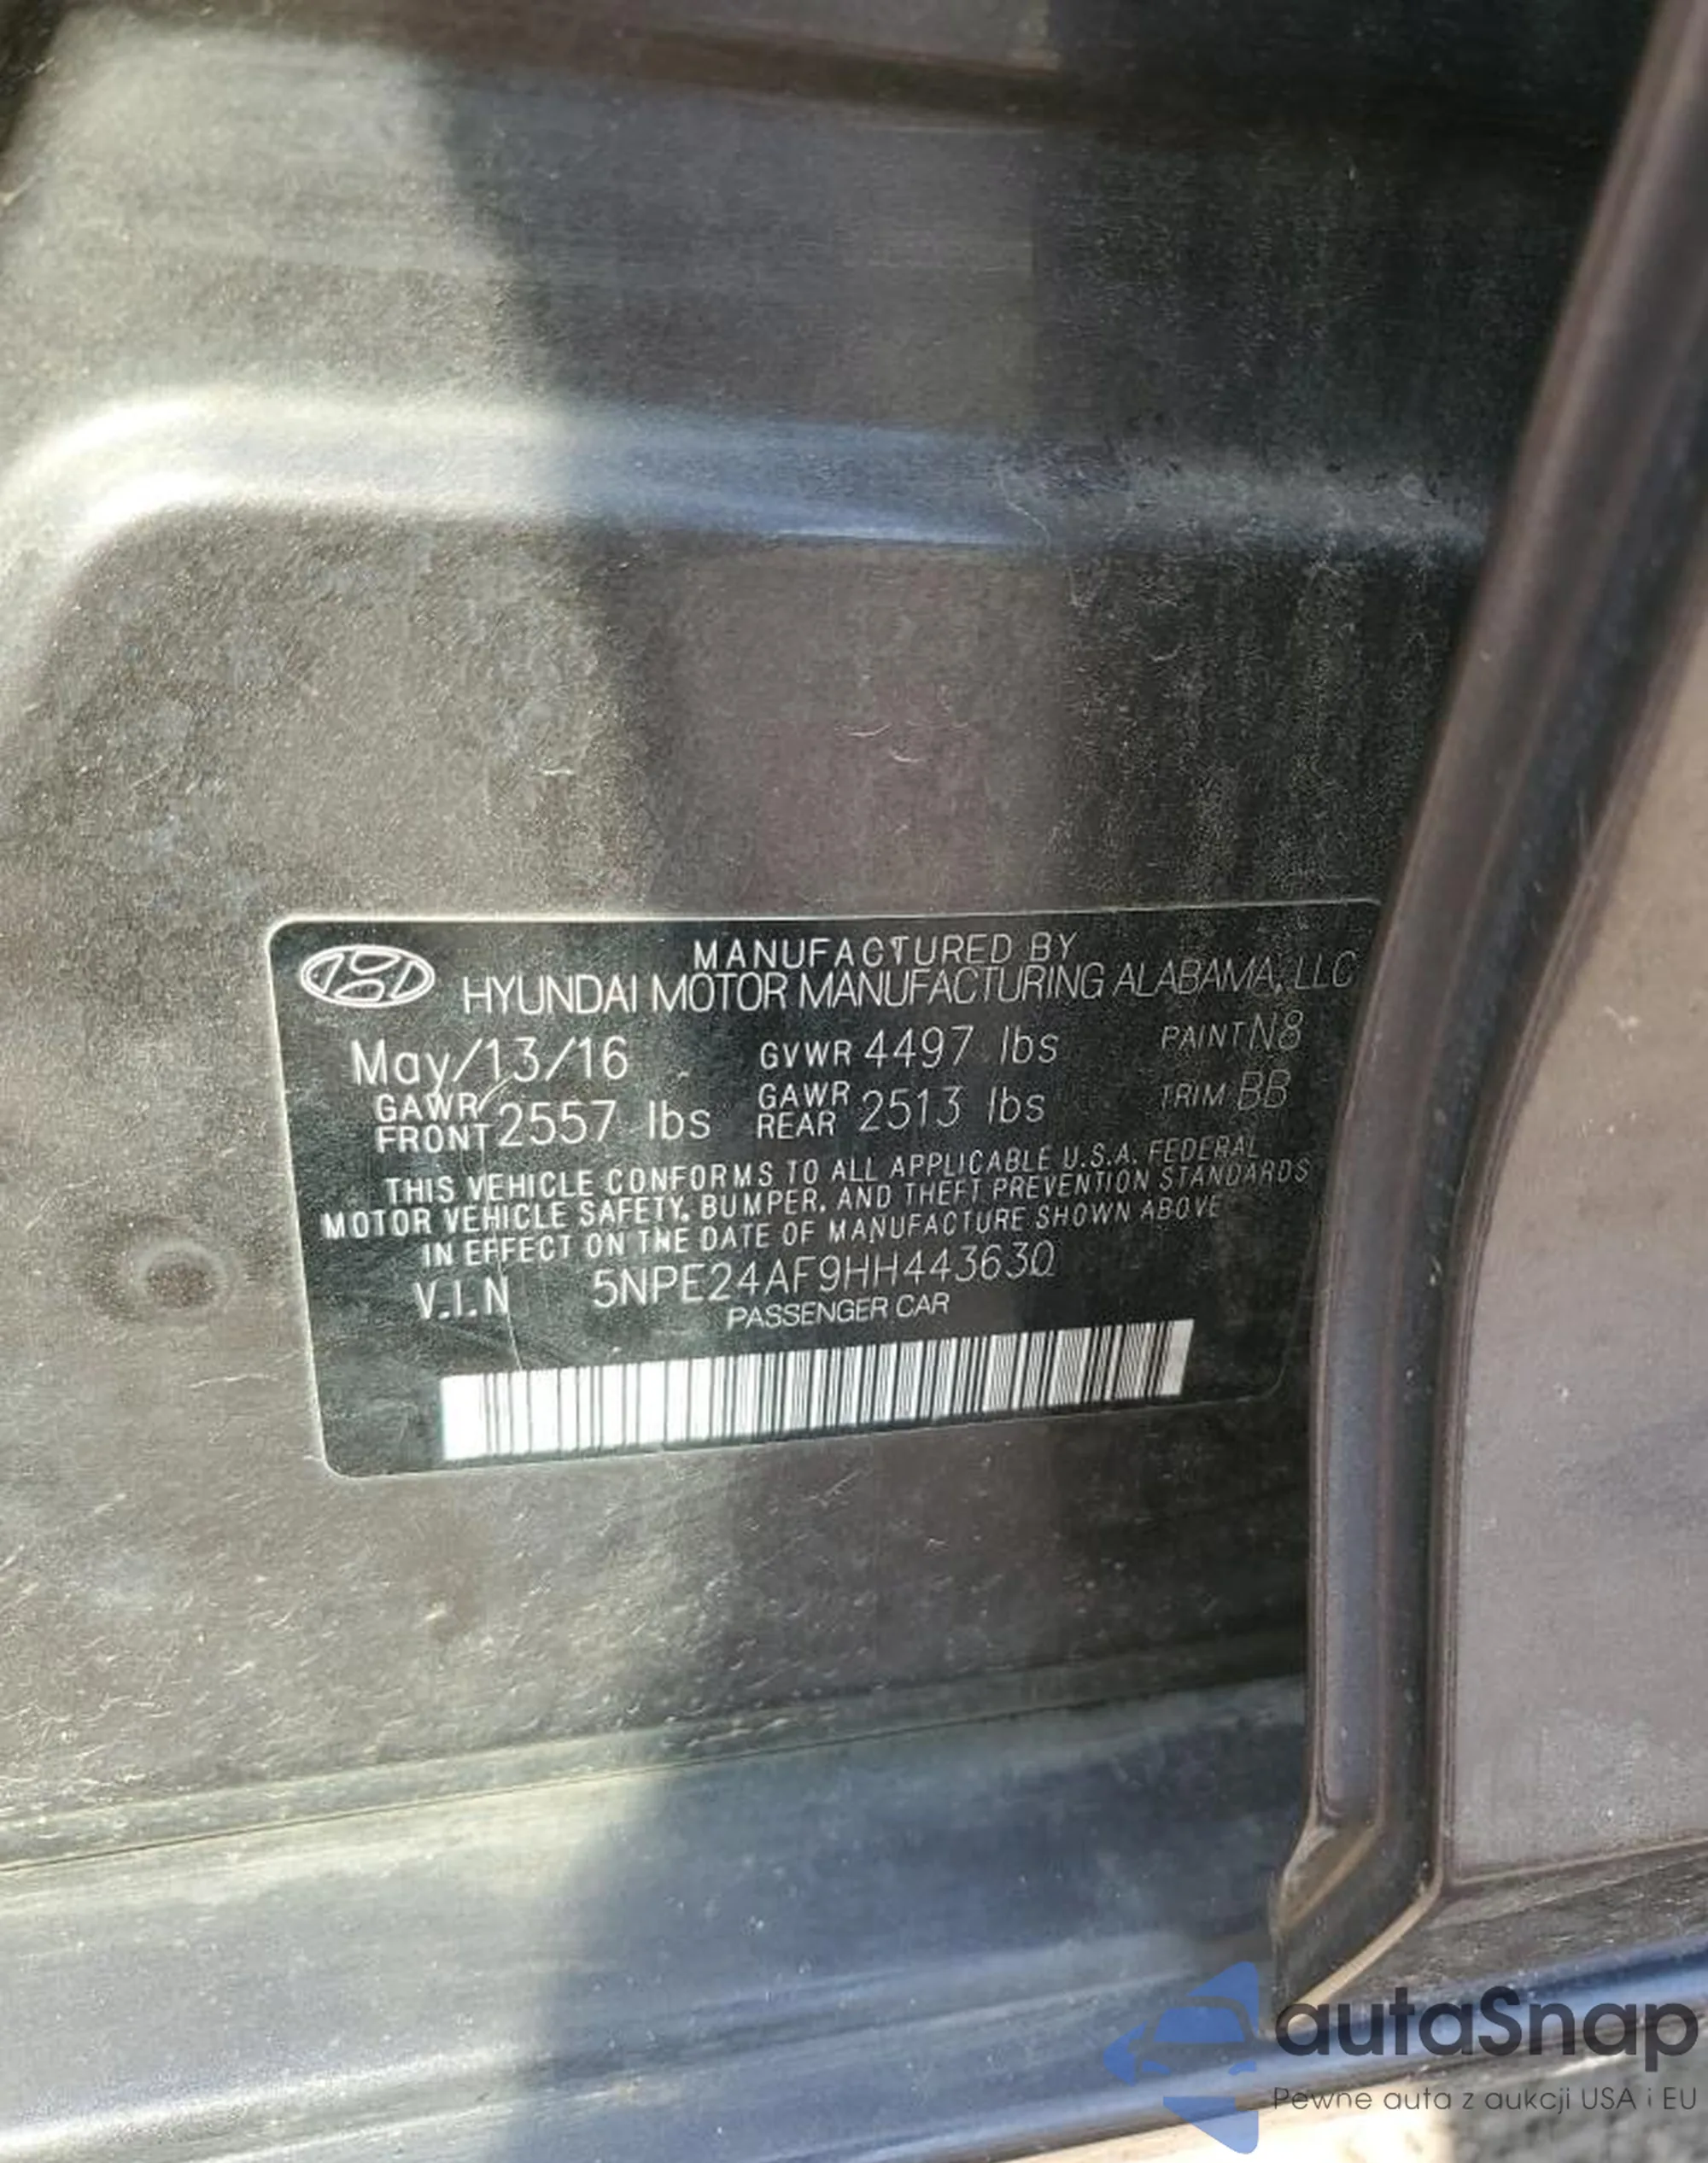 MANUFACTURED BY
HYUNDAI MOTOR MANUFACTURING ALABAMA, LLC
May/13/16 GVWR 4497 lbs PAINT N8
GAWR FRONT 2557 lbs GAWR REAR 2513 lbs TRIM BB
THIS VEHICLE CONFORMS TO ALL APPLICABLE U.S.A. FEDERAL
MOTOR VEHICLE SAFETY, BUMPER, AND THEFT PREVENTION STANDARDS
IN EFFECT ON THE DATE OF MANUFACTURE SHOWN ABOVE
V.I.N 5NPE24AF9HH443630
PASSENGER CAR
autaSnap
Pewne auta z aukcji USA i EU